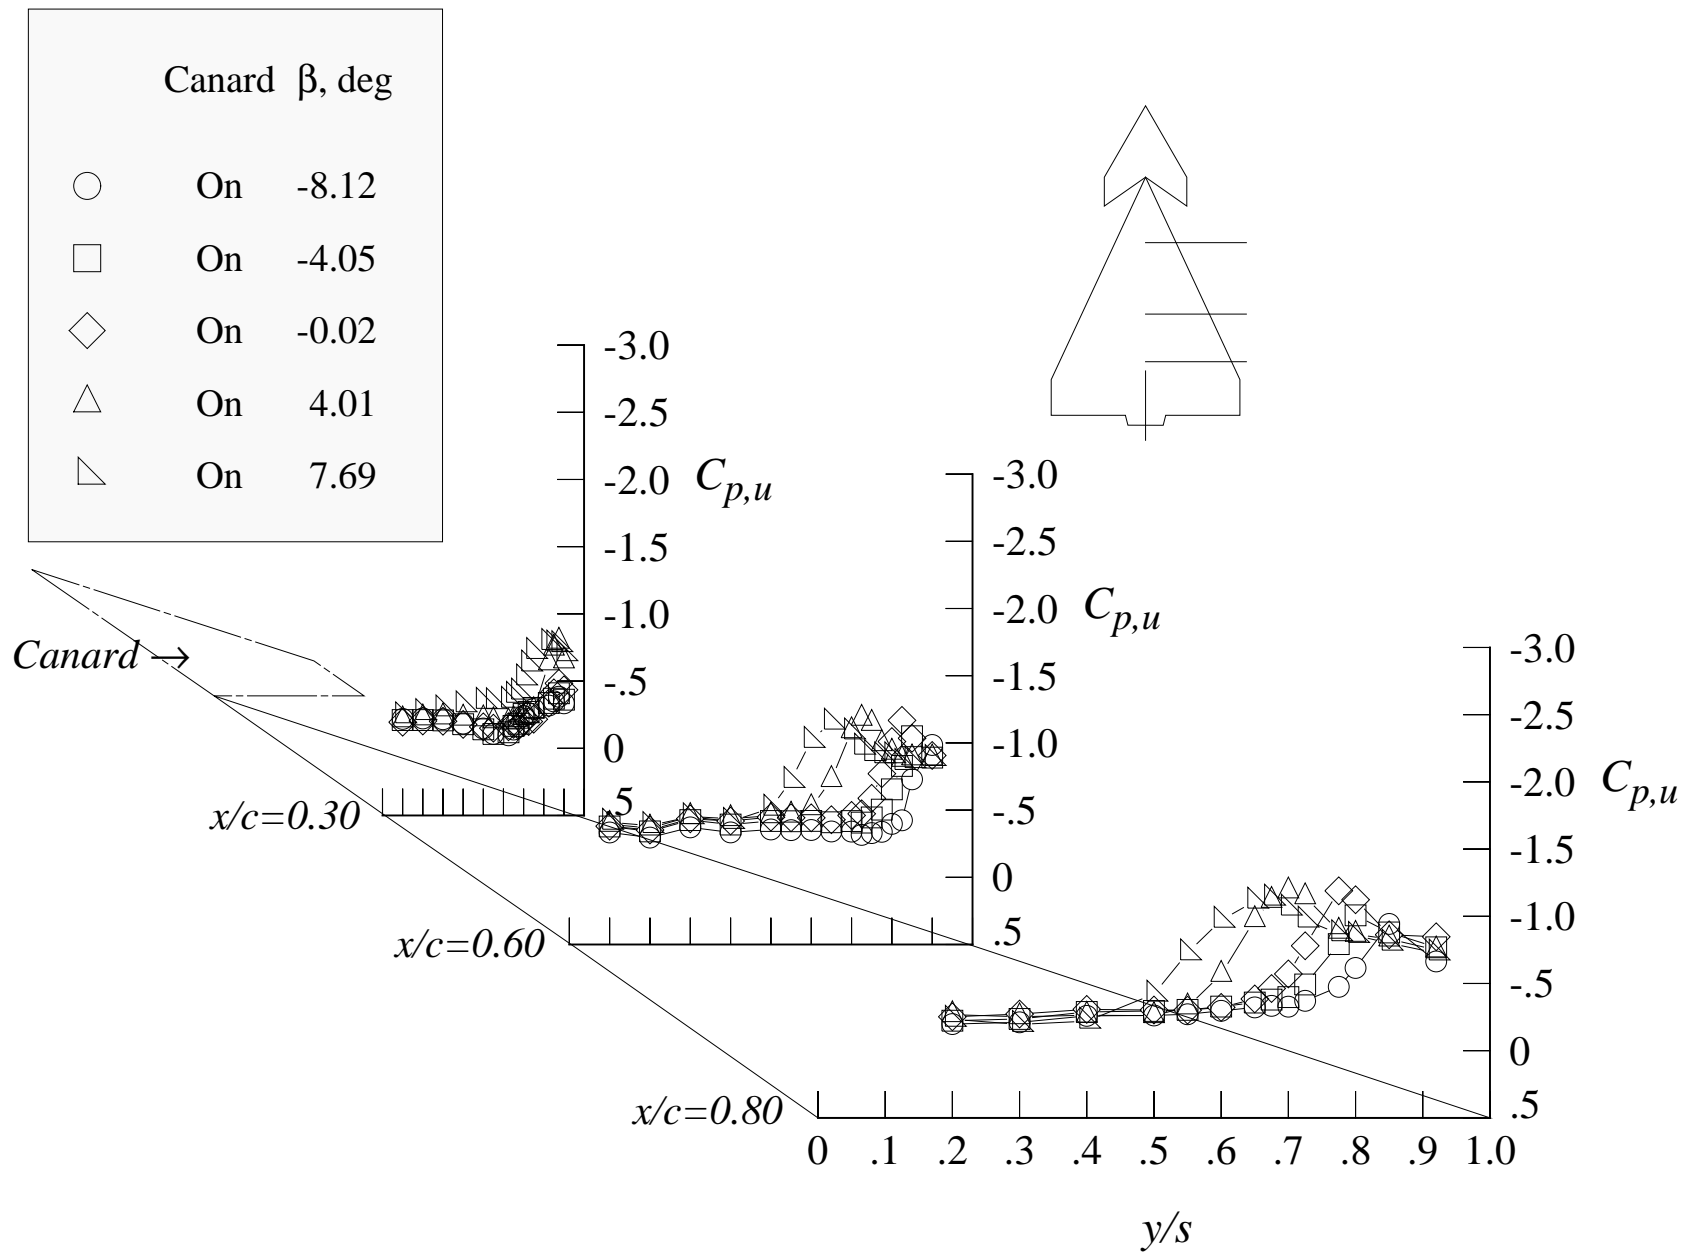 Canard β, deg
On -8.12
On -4.05
On -0.02
On 4.01
On 7.69
-3.0
-2.5
-2.0
-1.5
-1.0
-.5
0
.5
Cp,u
Canard →
x/c=0.30
-3.0
-2.5
-2.0
-1.5
-1.0
-.5
0
.5
Cp,u
x/c=0.60
-3.0
-2.5
-2.0
-1.5
-1.0
-.5
0
.5
Cp,u
x/c=0.80
0 .1 .2 .3 .4 .5 .6 .7 .8 .9 1.0
y/s